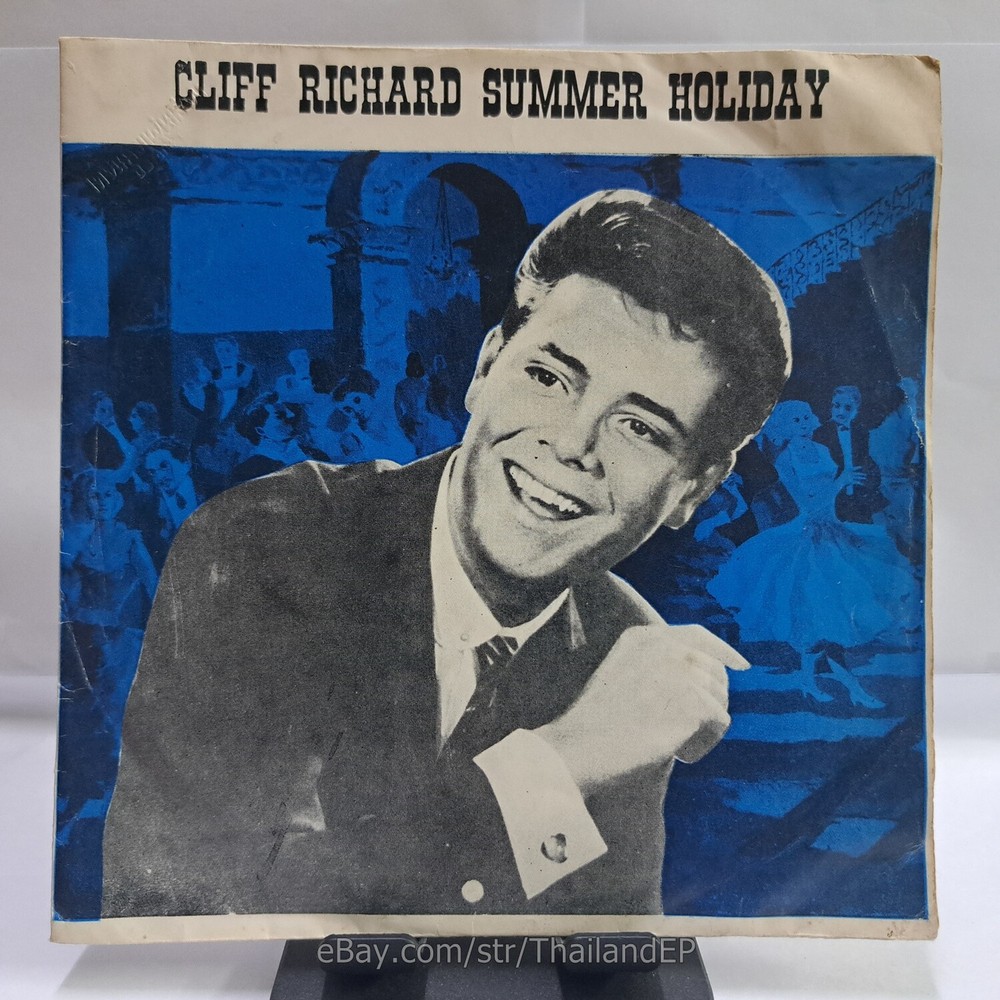 CLIFF RICHARD SUMMER HOLIDAY
eBay.com/str/ThailandEP